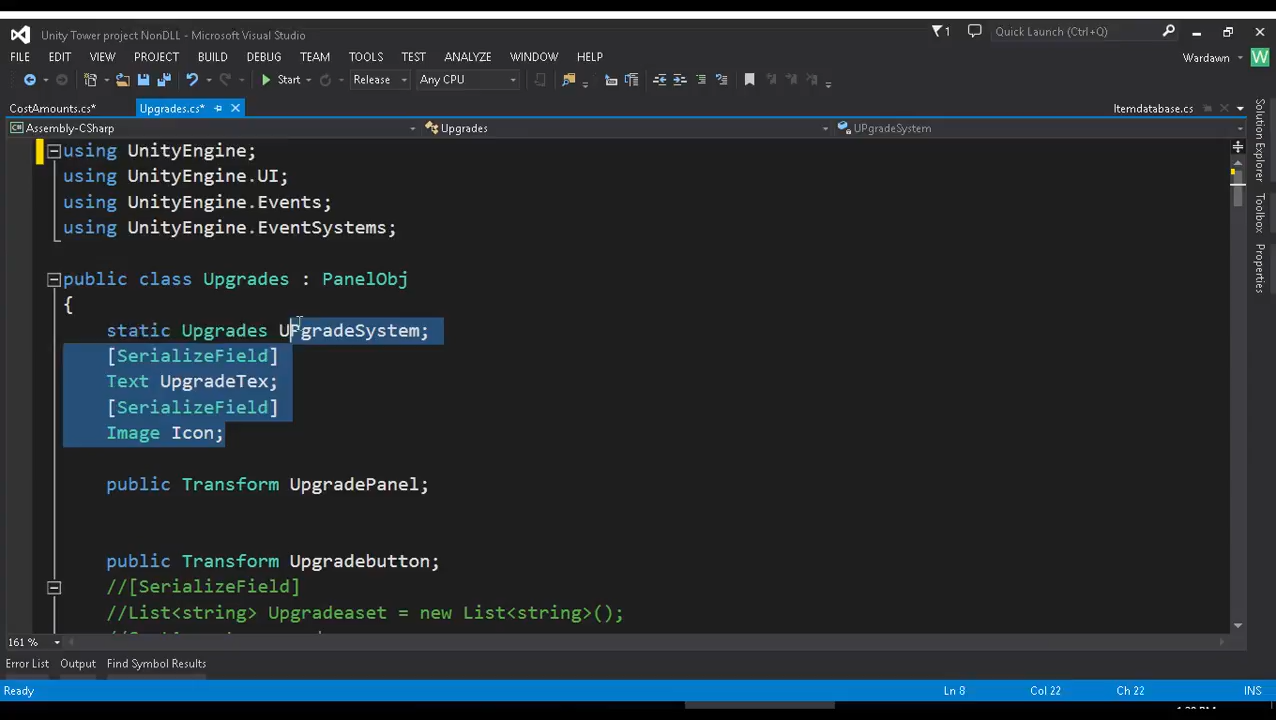 Unity Tower project NonDLL - Microsoft Visual Studio
1
Quick Launch (Ctrl+Q)
FILE EDIT VIEW PROJECT BUILD DEBUG TEAM TOOLS TEST ANALYZE WINDOW HELP
Wardawn W
Start Release Any CPU
CostAmounts.cs* Upgrades.cs* Itemdatabase.cs
Assembly-CSharp Upgrades UPgradeSystem
using UnityEngine;
using UnityEngine.UI;
using UnityEngine.Events;
using UnityEngine.EventSystems;
public class Upgrades : PanelObj
{
static Upgrades UPgradeSystem;
[SerializeField]
Text UpgradeTex;
[SerializeField]
Image Icon;
public Transform UpgradePanel;
public Transform Upgradebutton;
//[SerializeField]
//List<string> Upgradeaset = new List<string>();
161 %
Error List Output Find Symbol Results
Ready Ln 8 Col 22 Ch 22 INS
Solution Explorer
Toolbox
Properties